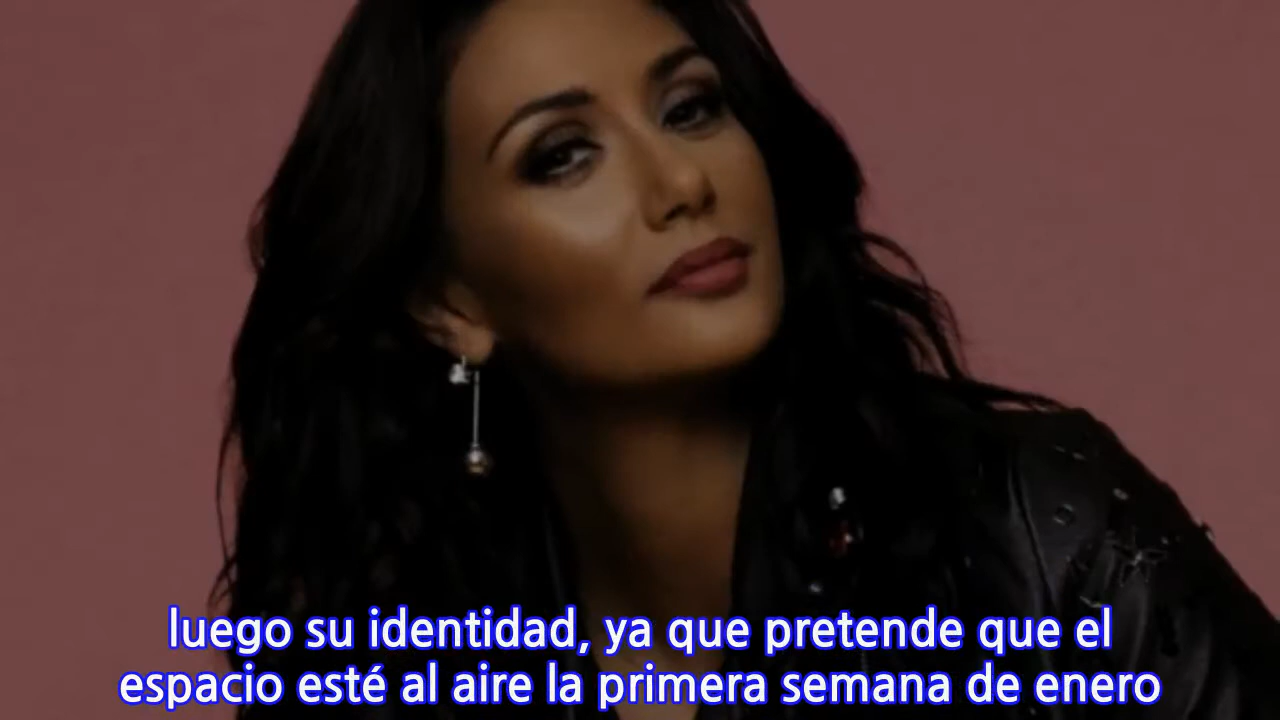 luego su identidad, ya que pretende que el
espacio esté al aire la primera semana de enero